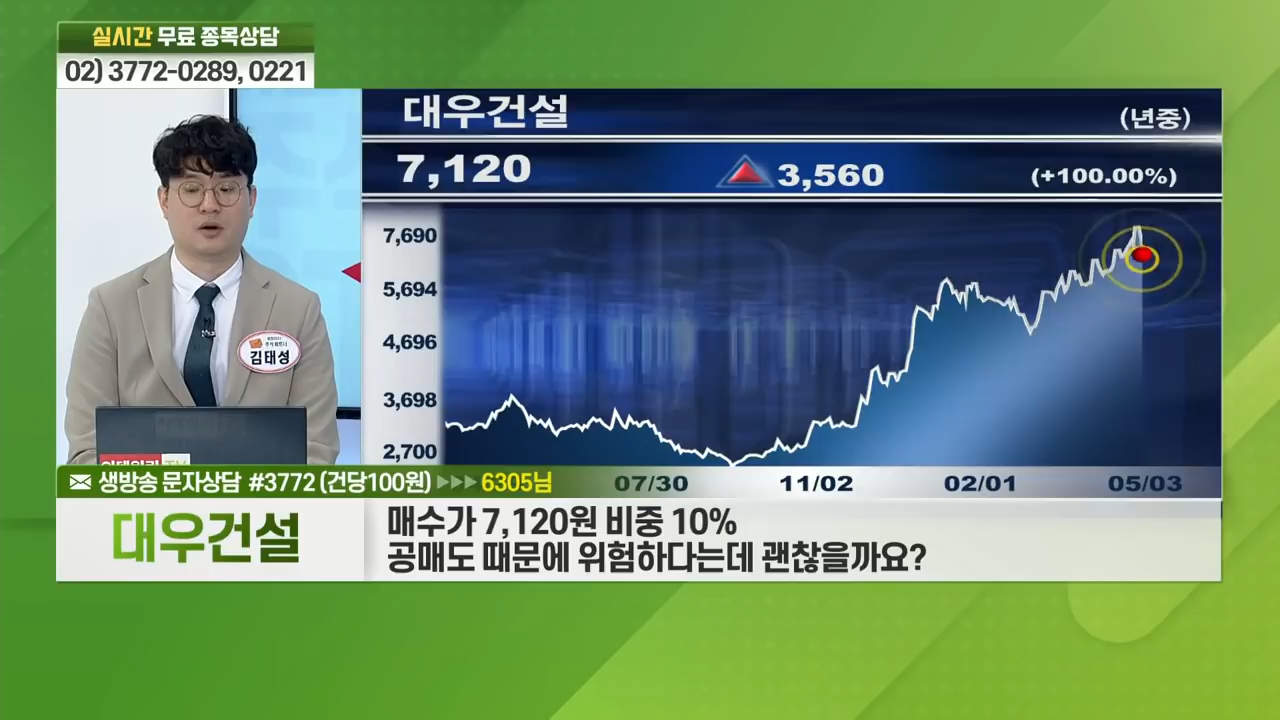 실시간 무료 종목상담
02) 3772-0289, 0221
대우건설
(년중)
7,120
3,560
(+100.00%)
7,690
5,694
4,696
3,698
2,700
김태성
생방송 문자상담 #3772 (건당100원) 6305님
07/30
11/02
02/01
05/03
대우건설
매수가 7,120원 비중 10%
공매도 때문에 위험하다는데 괜찮을까요?